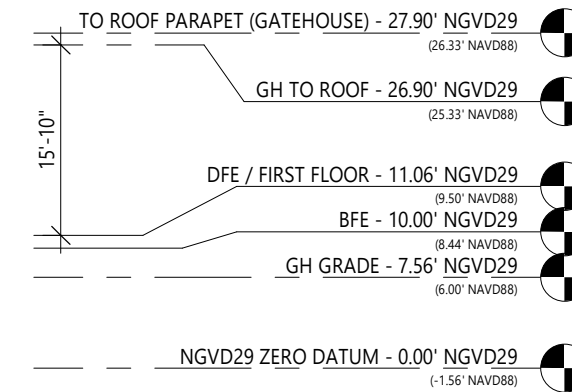 TO ROOF PARAPET (GATEHOUSE) - 27.90' NGVD29
(26.33' NAVD88)
GH TO ROOF - 26.90' NGVD29
(25.33' NAVD88)
15'-10"
DFE / FIRST FLOOR - 11.06' NGVD29
(9.50' NAVD88)
BFE - 10.00' NGVD29
(8.44' NAVD88)
GH GRADE - 7.56' NGVD29
(6.00' NAVD88)
NGVD29 ZERO DATUM - 0.00' NGVD29
(-1.56' NAVD88)